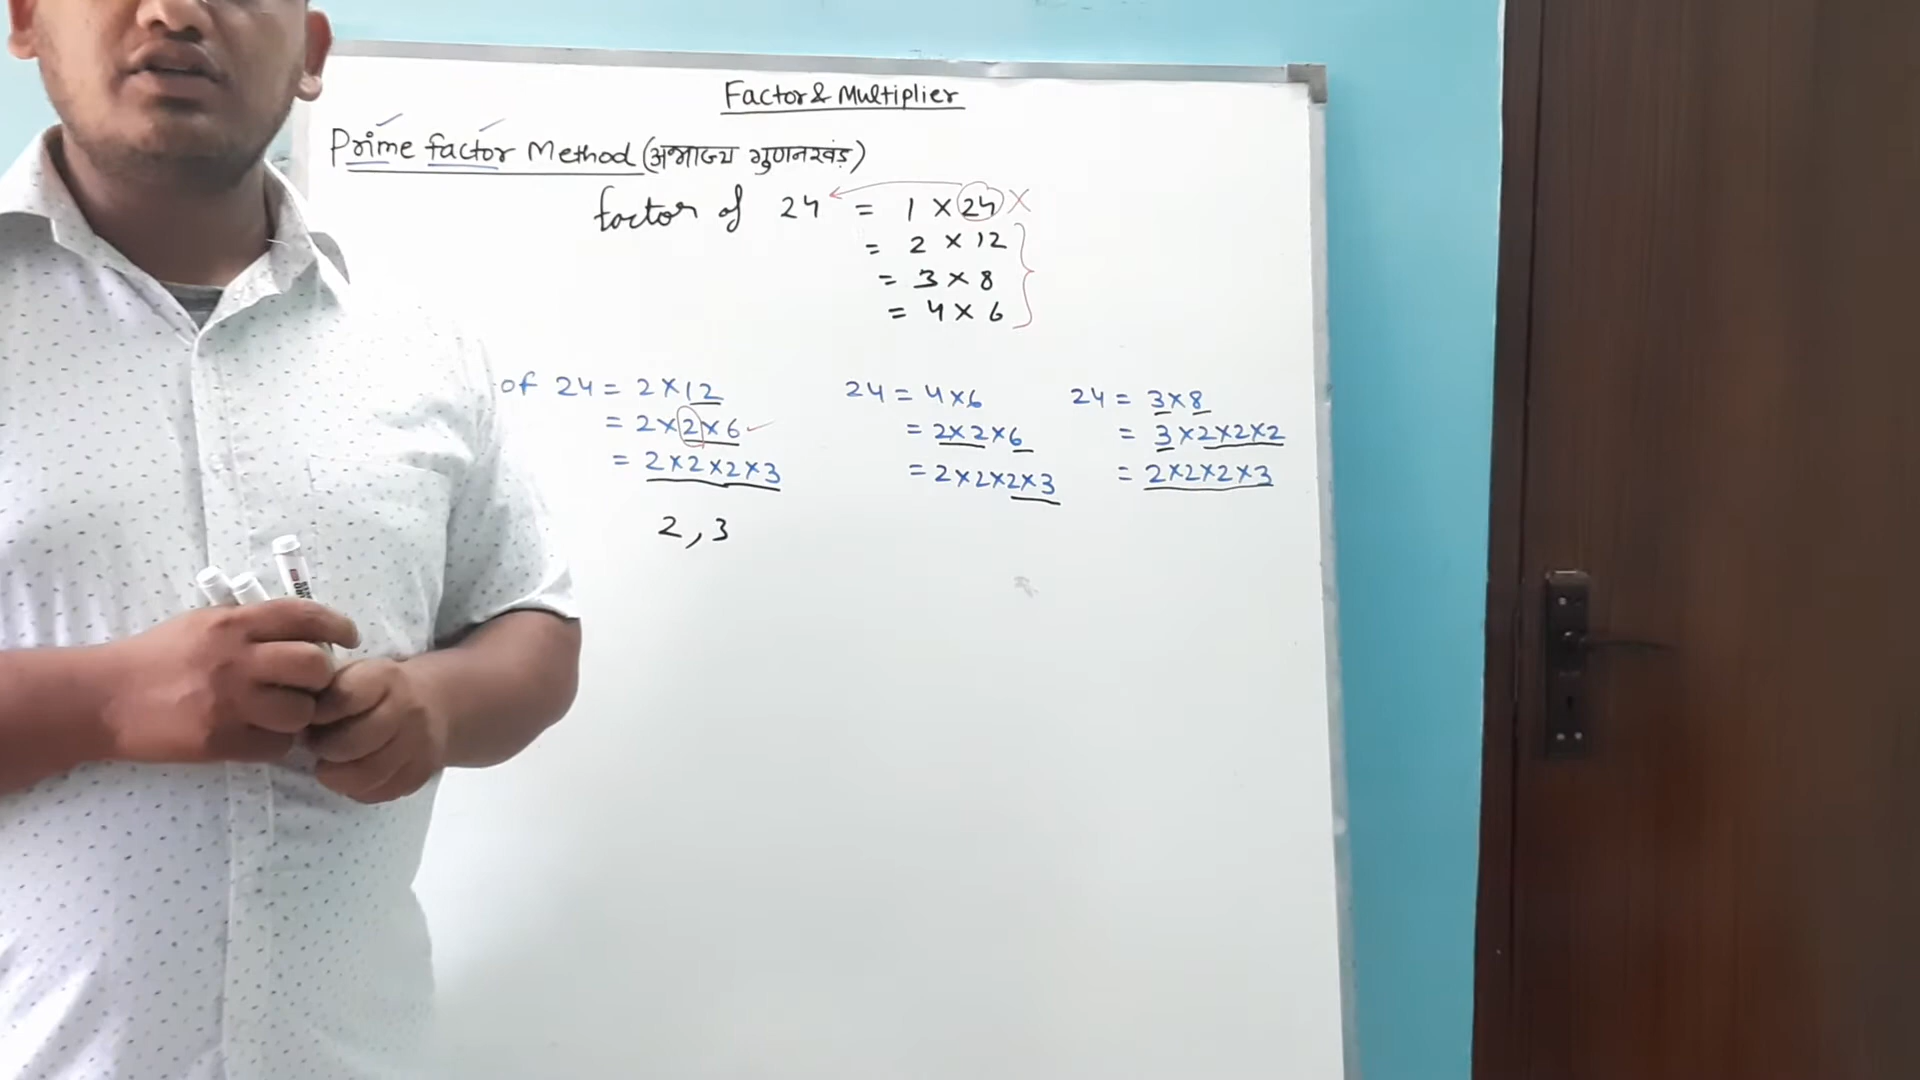 Factor & Multiplier
Prime factor Method (अभाज्य गुणनखंड)
factor of 24 = 1 × 24 ×
= 2 × 12
= 3 × 8
= 4 × 6
of 24 = 2×12
= 2×2×6
= 2×2×2×3
2, 3
24 = 4×6
= 2×2×6
= 2×2×2×3
24 = 3×8
= 3×2×2×2
= 2×2×2×3